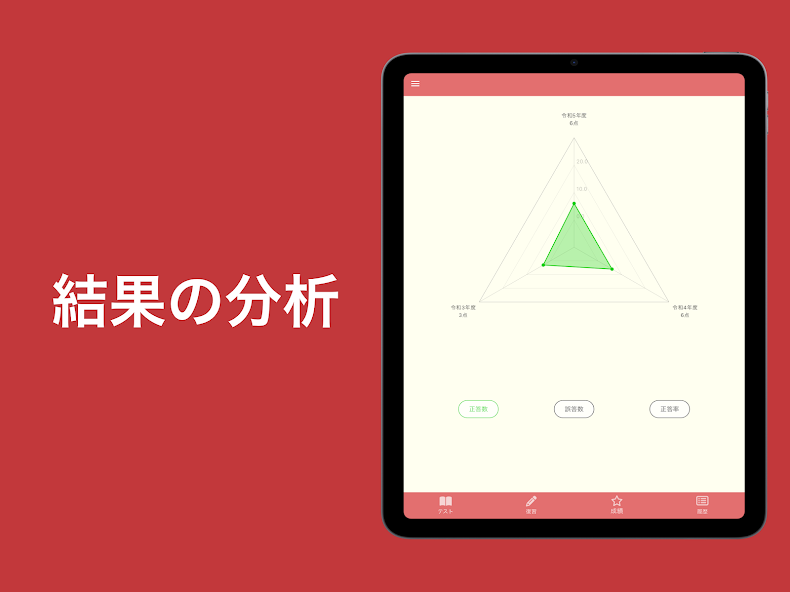 結果の分析
令和5年度
6点
20.0
10.0
令和3年度
3点
令和4年度
6点
正答数
誤答数
正答率
テスト
復習
成績
履歴